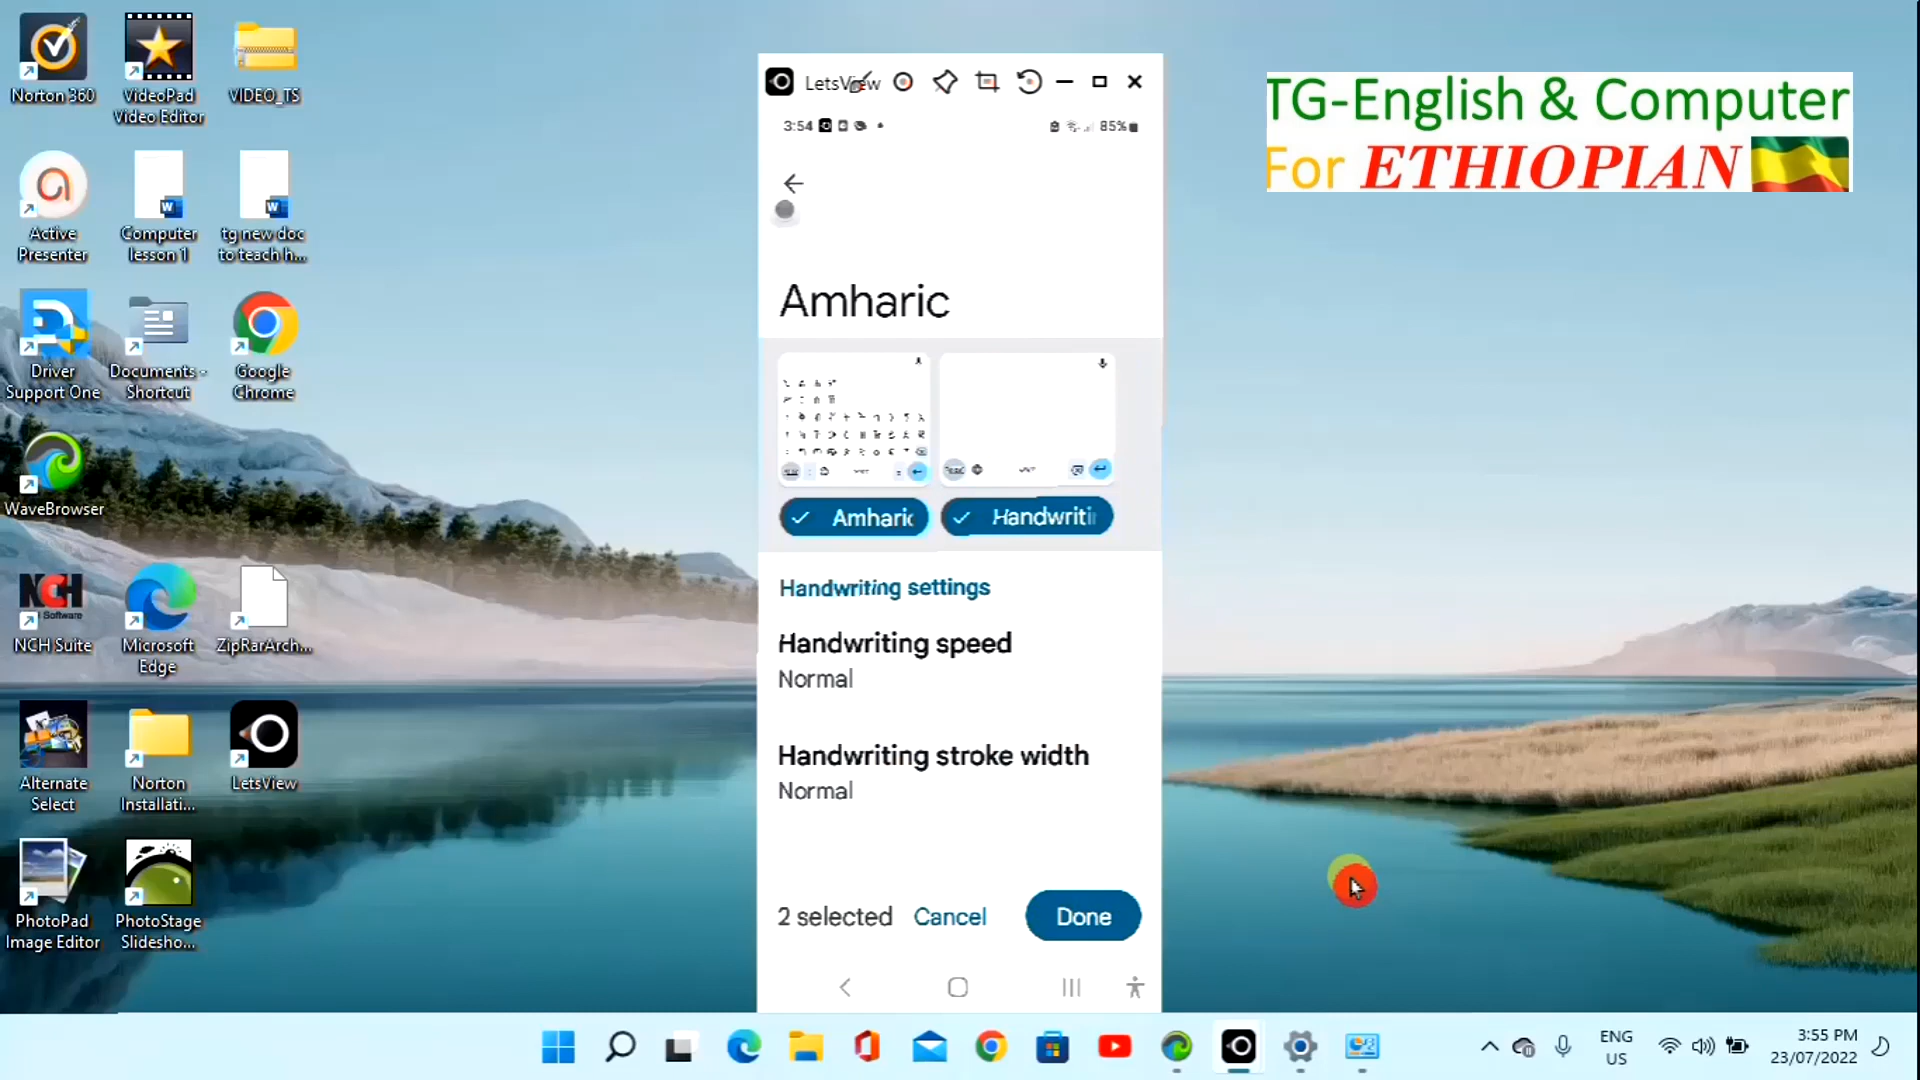 Norton 360
VideoPad
Video Editor
VIDEO_TS
Active
Presenter
Computer
lesson 1
tg new doc
to teach h...
Driver
Support One
Documents -
Shortcut
Google
Chrome
WaveBrowser
NCH
Software
NCH Suite
Microsoft
Edge
ZipRarArch...
Alternate
Select
Norton
Installati...
LetsView
PhotoPad
Image Editor
PhotoStage
Slidesho...
LetsView
3:54
85%
Amharic
Amharic
Handwriti
Handwriting settings
Handwriting speed
Normal
Handwriting stroke width
Normal
2 selected Cancel Done
TG-English & Computer
For ETHIOPIAN
ENG
US
3:55 PM
23/07/2022